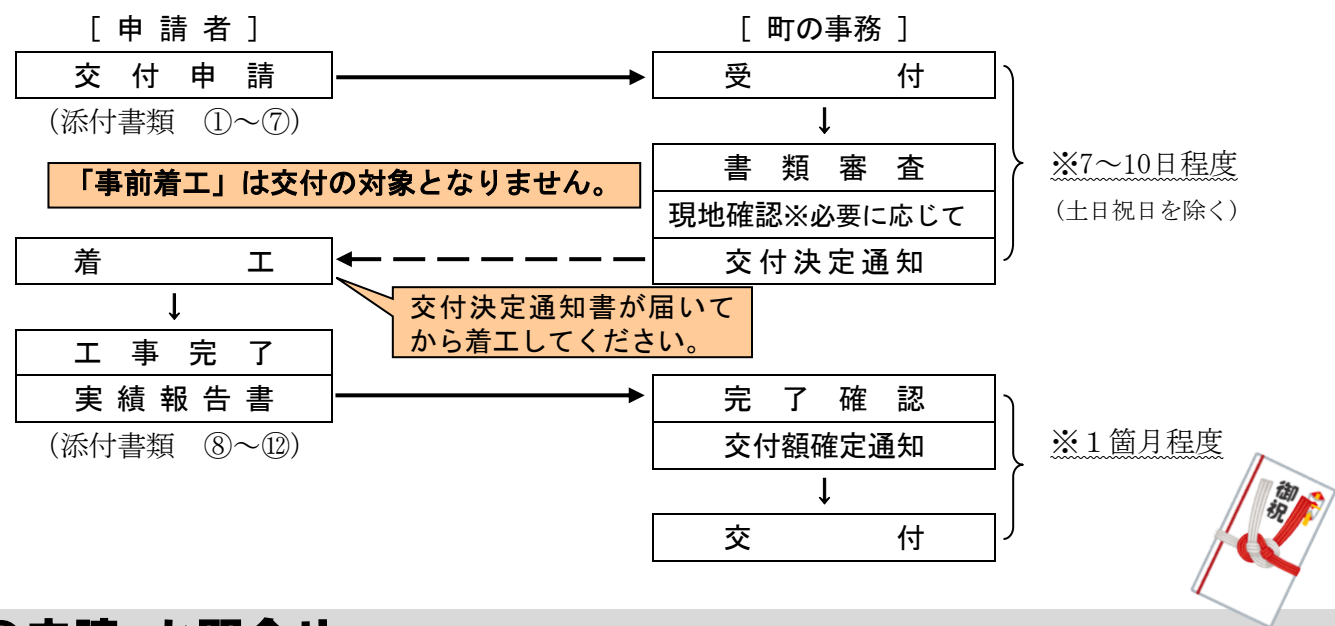 [ 申 請 者 ]
[ 町の事務 ]
交 付 申 請
受 付
(添付書類 ①～⑦)
↓
「事前着工」は交付の対象となりません。
書 類 審 査
現地確認※必要に応じて
交付決定通知
※7～10日程度
(土日祝日を除く)
着 工
交付決定通知書が届いて
から着工してください。
↓
工 事 完 了
実 績 報 告 書
(添付書類 ⑧～⑫)
完 了 確 認
交付額確定通知
↓
交 付
※１箇月程度
御祝